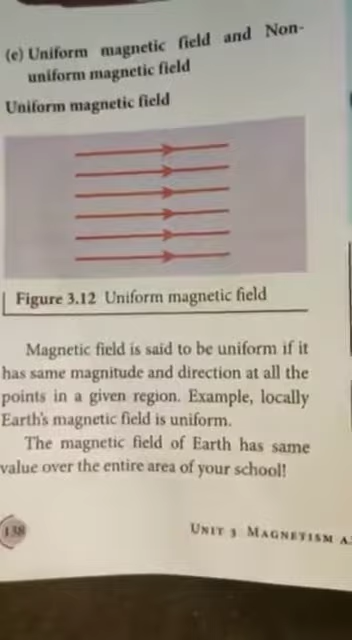 (e) Uniform magnetic field and Non-
uniform magnetic field
Uniform magnetic field
Figure 3.12 Uniform magnetic field
Magnetic field is said to be uniform if it
has same magnitude and direction at all the
points in a given region. Example, locally
Earth's magnetic field is uniform.
The magnetic field of Earth has same
value over the entire area of your school!
138
UNIT 3 MAGNETISM A